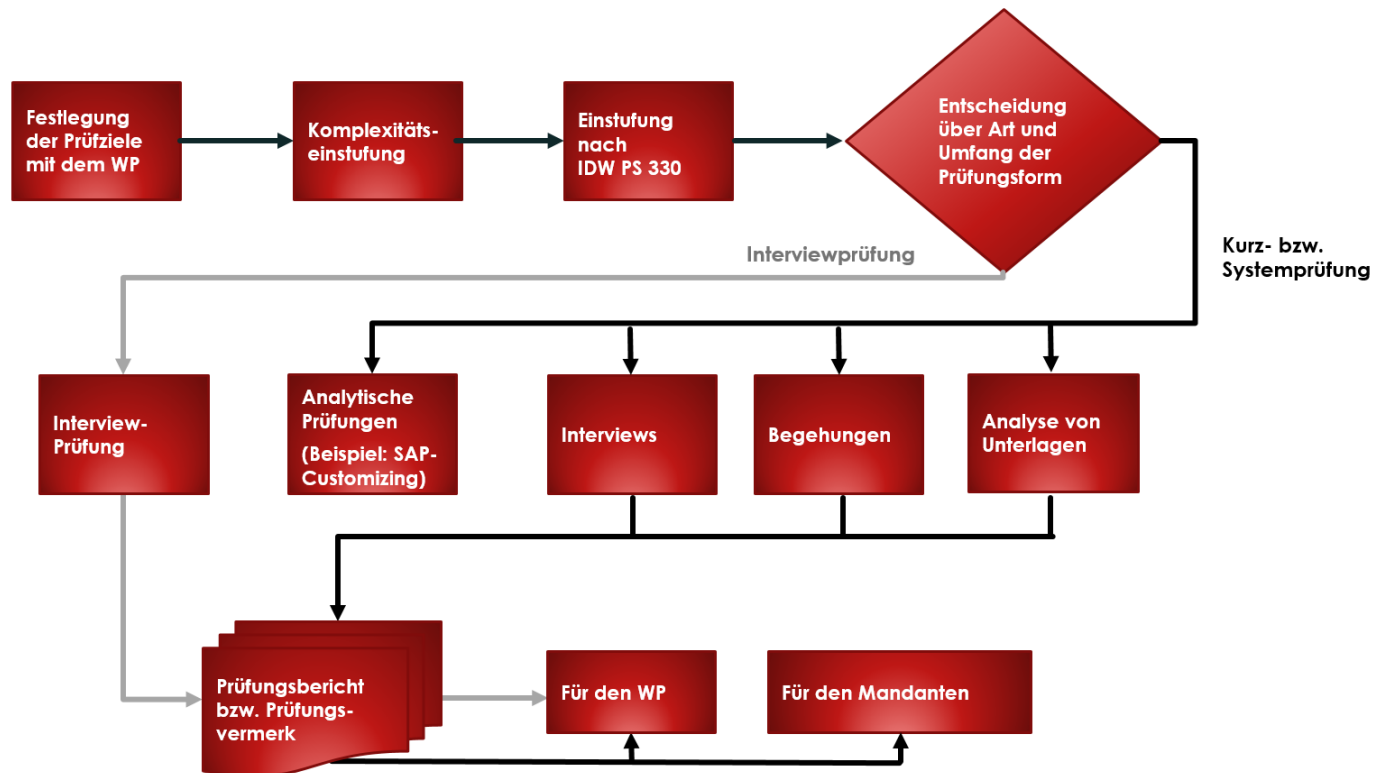 Festlegung
der Prüfziele
mit dem WP
Komplexitäts-
einstufung
Einstufung
nach
IDW PS 330
Entscheidung
über Art und
Umfang der
Prüfungsform
Interviewprüfung
Kurz- bzw.
Systemprüfung
Interview-
Prüfung
Analytische
Prüfungen
(Beispiel: SAP-
Customizing)
Interviews
Begehungen
Analyse von
Unterlagen
Prüfungsbericht
bzw. Prüfungs-
vermerk
Für den WP
Für den Mandanten